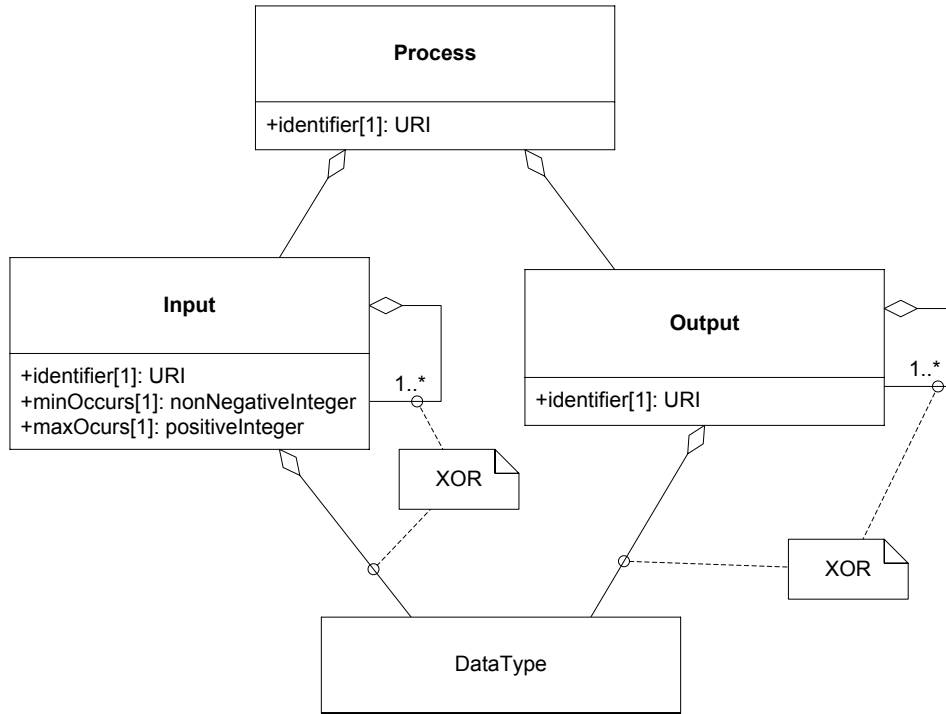 Process
+identifier[1]: URI
Input
+identifier[1]: URI
+minOccurs[1]: nonNegativeInteger
+maxOcurs[1]: positiveInteger
1..*
Output
+identifier[1]: URI
1..*
XOR
XOR
DataType